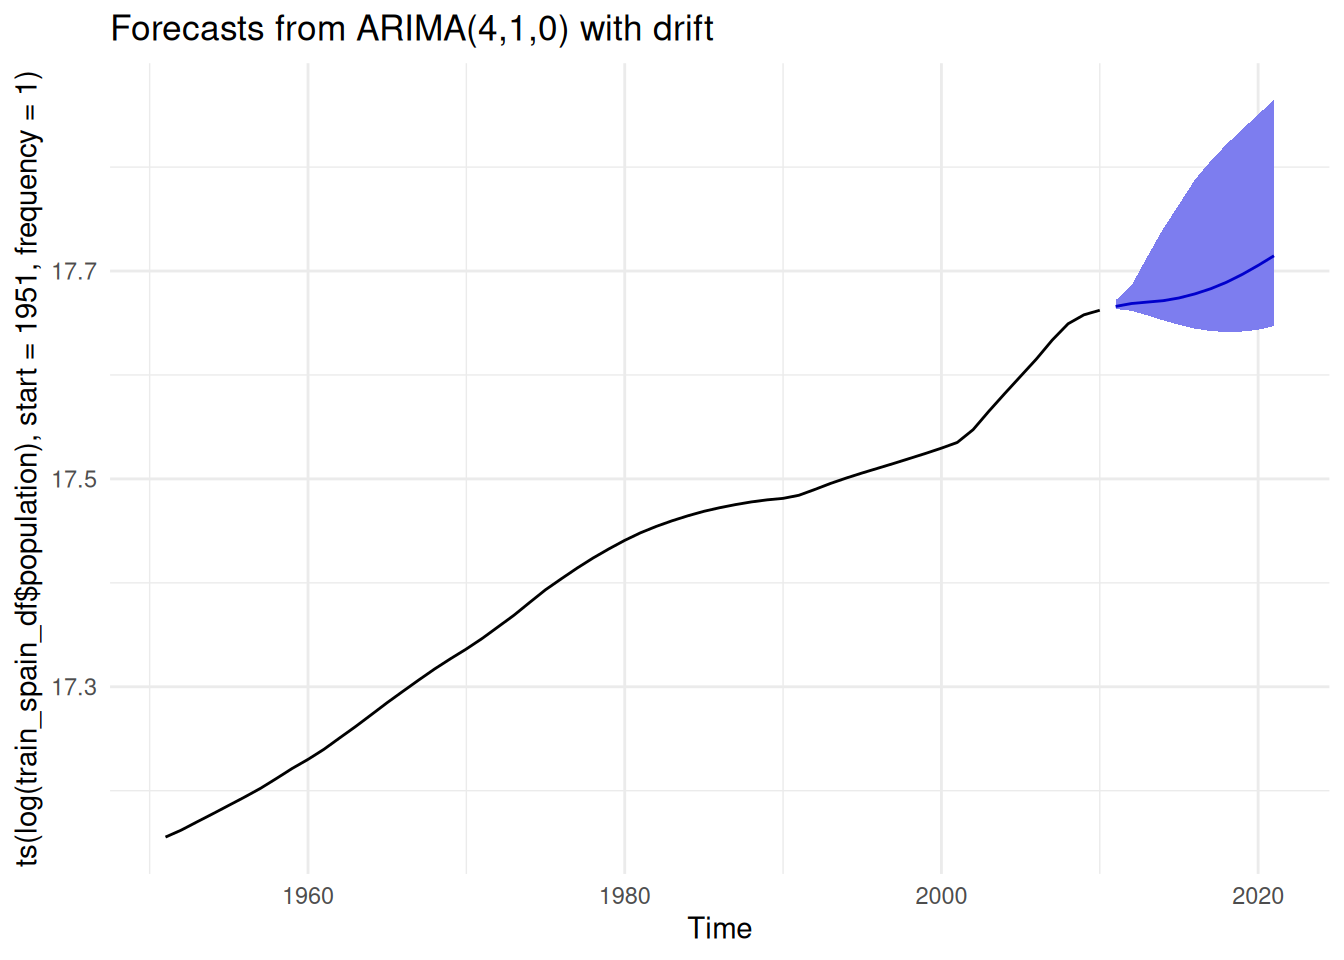 Forecasts from ARIMA(4,1,0) with drift
ts(log(train_spain_df$population), start = 1951, frequency = 1)
17.7
17.5
17.3
1960
1980
2000
2020
Time